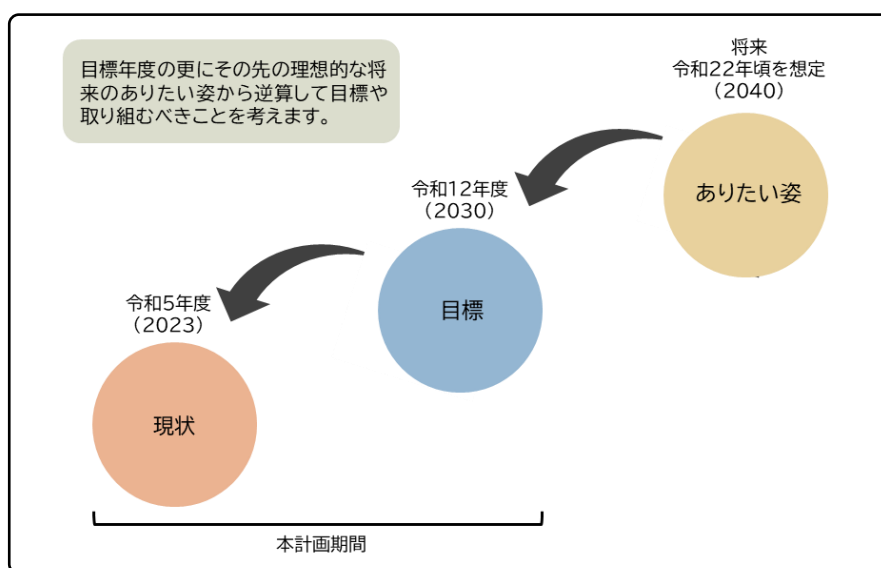 目標年度の更にその先の理想的な将
来のありたい姿から逆算して目標や
取り組むべきことを考えます。
将来
令和22年頃を想定
（2040）
ありたい姿
令和12年度
（2030）
目標
令和5年度
（2023）
現状
本計画期間